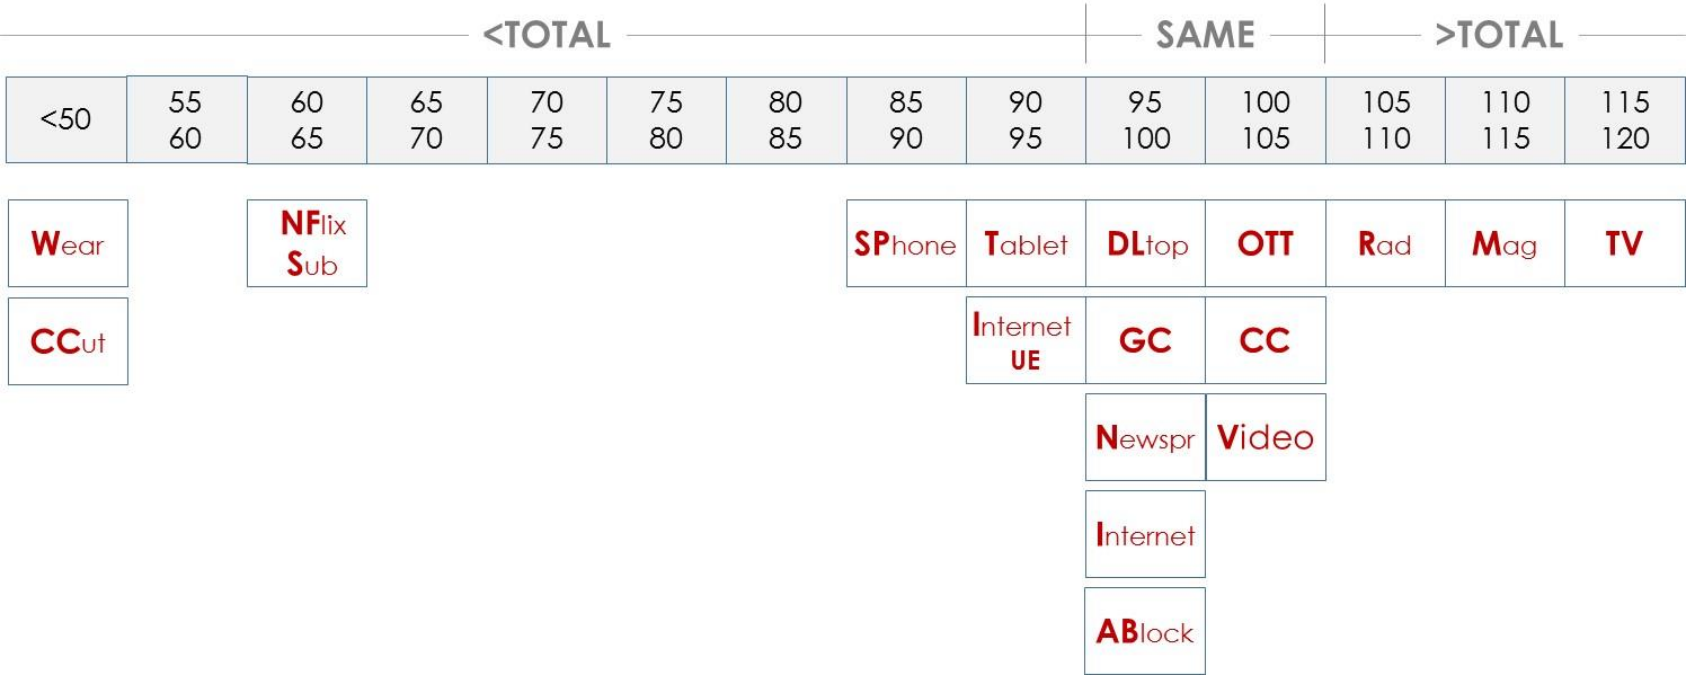 <TOTAL SAME >TOTAL
<50 55 60 65 70 75 80 85 90 95 100 105 110 115
60 65 70 75 80 85 90 95 100 105 110 115 120
Wear NFlix Sub SPhone Tablet DLtop OTT Rad Mag TV
CCut Internet UE GC CC
Newspr Video
Internet
ABlock